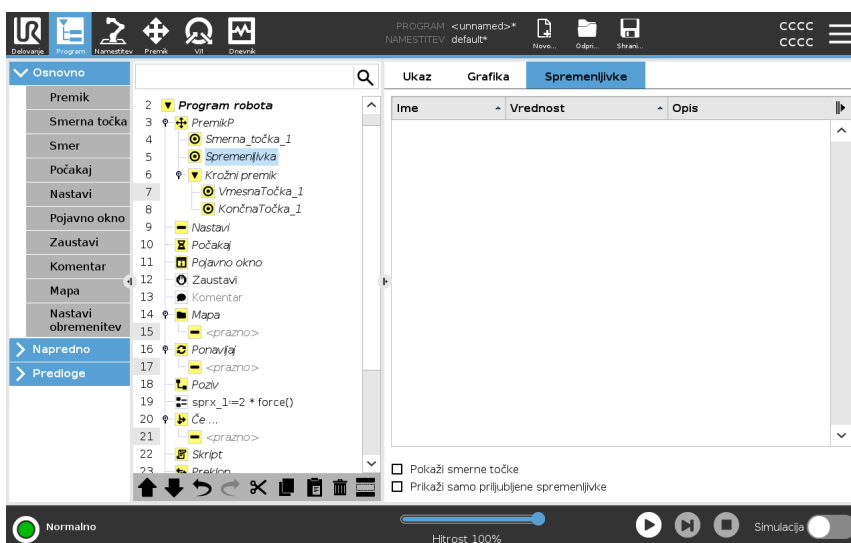 PROGRAM <unnamed>*
NAMESTITEV default*
Delovanje
Program
Namestitev
Premik
V/I
Dnevnik
Novo...
Odpri...
Shrani...
CCCC
CCCC
Osnovno
Premik
Smerna točka
Smer
Počakaj
Nastavi
Pojavno okno
Zaustavi
Komentar
Mapa
Nastavi
obremenitev
Napredno
Predloge
2 Program robota
3 PremikP
4 Smerna_točka_1
5 Spremenljivka
6 Krožni premik
7 VmesnaTočka_1
8 KončnaTočka_1
9 Nastavi
10 Počakaj
11 Pojavno okno
12 Zaustavi
13 Komentar
14 Mapa
15 <prazno>
16 Ponavljaj
17 <prazno>
18 Poziv
19 sprx_1:=2 * force()
20 Če ...
21 <prazno>
22 Skript
23 Preklop
Ukaz Grafika Spremenljivke
Ime Vrednost Opis
Pokaži smerne točke
Prikaži samo priljubljene spremenljivke
Normalno
Hitrost 100%
Simulacija